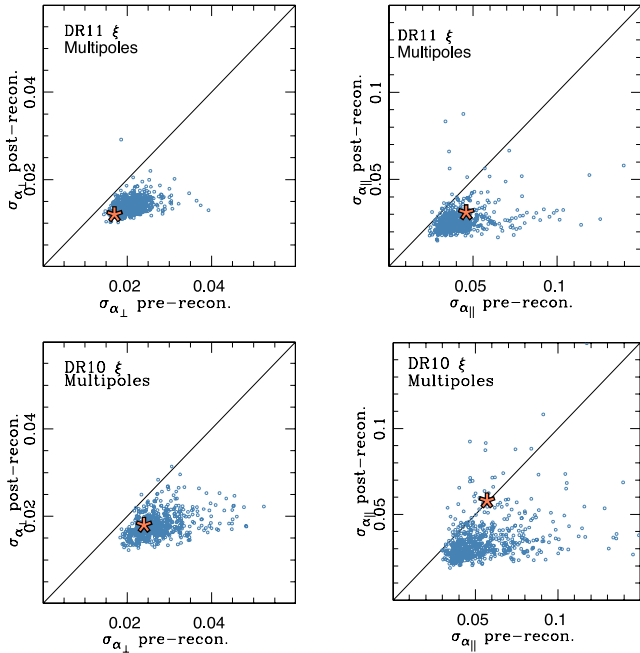 DR11 ξ
Multipoles
0.02
0.04
σα⊥ post-recon.
0.02
0.04
σα⊥ pre-recon.
DR11 ξ
Multipoles
0.05
0.1
σα|| post-recon.
0.05
0.1
σα|| pre-recon.
DR10 ξ
Multipoles
0.02
0.04
σα⊥ post-recon.
0.02
0.04
σα⊥ pre-recon.
DR10 ξ
Multipoles
0.05
0.1
σα|| post-recon.
0.05
0.1
σα|| pre-recon.